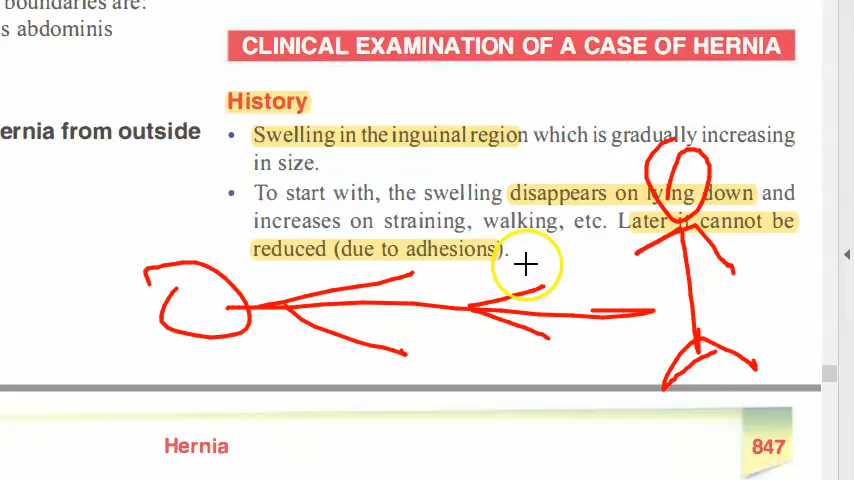 boundaries are:
s abdominis
ernia from outside
CLINICAL EXAMINATION OF A CASE OF HERNIA
History
• Swelling in the inguinal region which is gradually increasing
in size.
• To start with, the swelling disappears on lying down and
increases on straining, walking, etc. Later it cannot be
reduced (due to adhesions).
Hernia
847